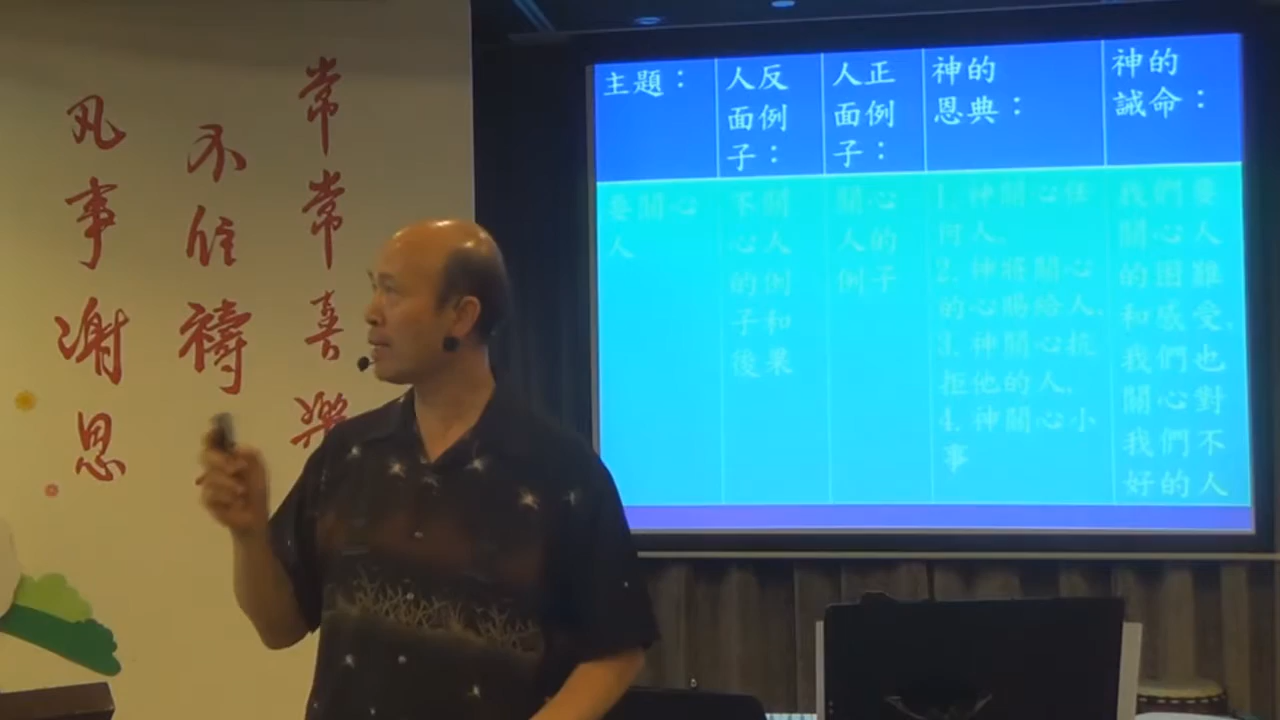 常常喜樂
不住禱
凡事謝恩
主題：
人反
面例
子：
人正
面例
子：
神的
恩典：
神的
誡命：
要關心
人
不關
心人
的例
子和
後果
關心
人的
例子
1. 神關心任
何人.
2. 神將關心
的心賜給人.
3. 神關心抗
拒他的人.
4. 神關心小
事
我們要
關心人
的困難
和感受.
我們也
關心對
我們不
好的人